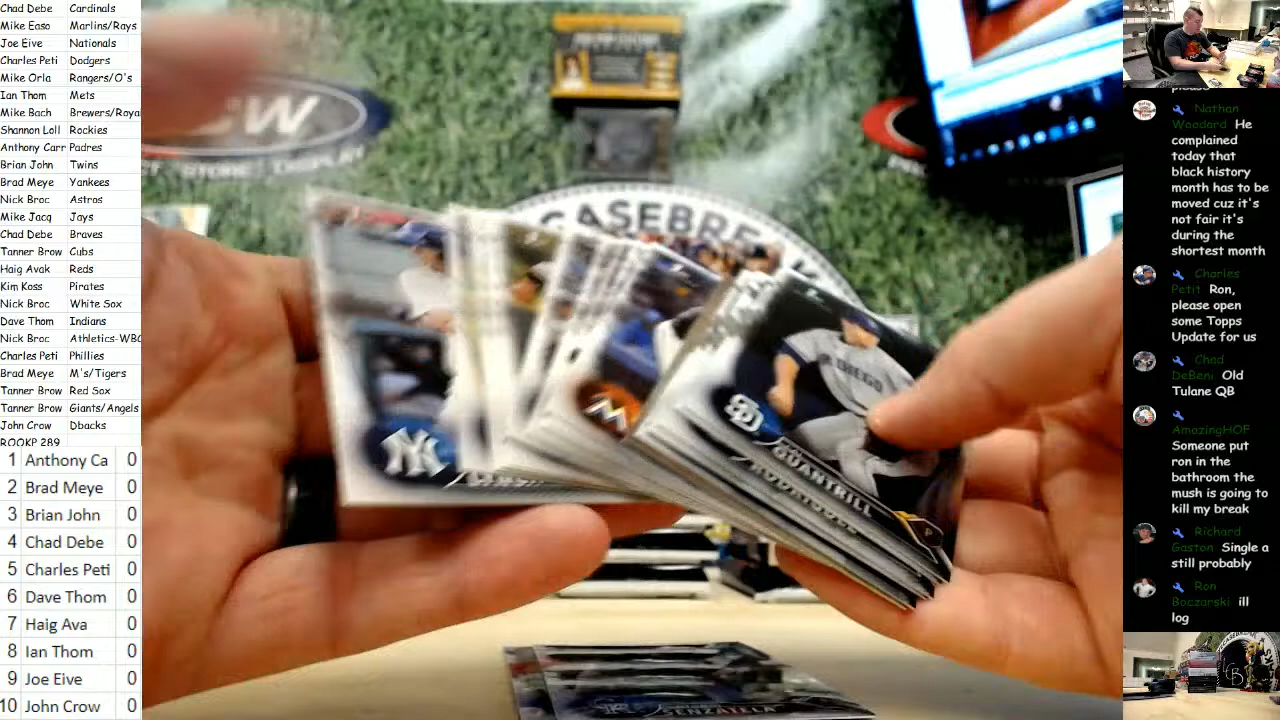 Chad Debe Cardinals
Mike Easo Marlins/Rays
Joe Eive Nationals
Charles Peti Dodgers
Mike Orla Rangers/O's
Ian Thom Mets
Mike Bach Brewers/Roya
Shannon Loll Rockies
Anthony Carr Padres
Brian John Twins
Brad Meye Yankees
Nick Broc Astros
Mike Jacq Jays
Chad Debe Braves
Tanner Brow Cubs
Haig Avak Reds
Kim Koss Pirates
Nick Broc White Sox
Dave Thom Indians
Nick Broc Athletics-WBC
Charles Peti Phillies
Brad Meye M's/Tigers
Tanner Brow Red Sox
Tanner Brow Giants/Angels
John Crow Dbacks
1 Anthony Ca 0
2 Brad Meye 0
3 Brian John 0
4 Chad Debe 0
5 Charles Peti 0
6 Dave Thom 0
7 Haig Ava 0
8 Ian Thom 0
9 Joe Eive 0
10 John Crow 0
CASEBRE
DIEGO
SD
QUANTRILL
RODRIGUEZ
M
NY
P
SENZATELA
please
Nathan
Woodard He
complained
today that
black history
month has to be
moved cuz it's
not fair it's
during the
shortest month
Charles
Petit Ron,
please open
some Topps
Update for us
Chad
DeBeni Old
Tulane QB
AmazingHOF
Someone put
ron in the
bathroom the
mush is going to
kill my break
Richard
Gaston Single a
still probably
Ron
Boczarski ill
log